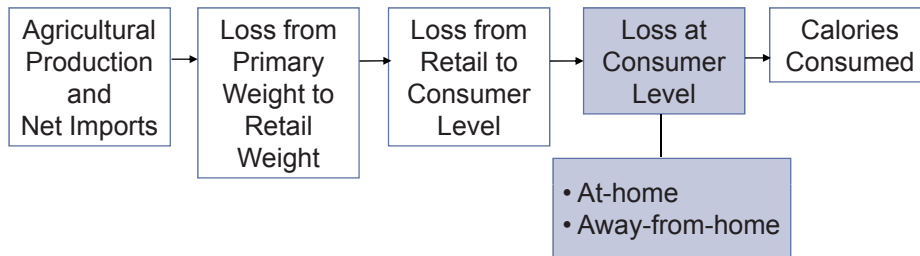 Agricultural
Production
and
Net Imports
Loss from
Primary
Weight to
Retail
Weight
Loss from
Retail to
Consumer
Level
Loss at
Consumer
Level
Calories
Consumed
• At-home
• Away-from-home